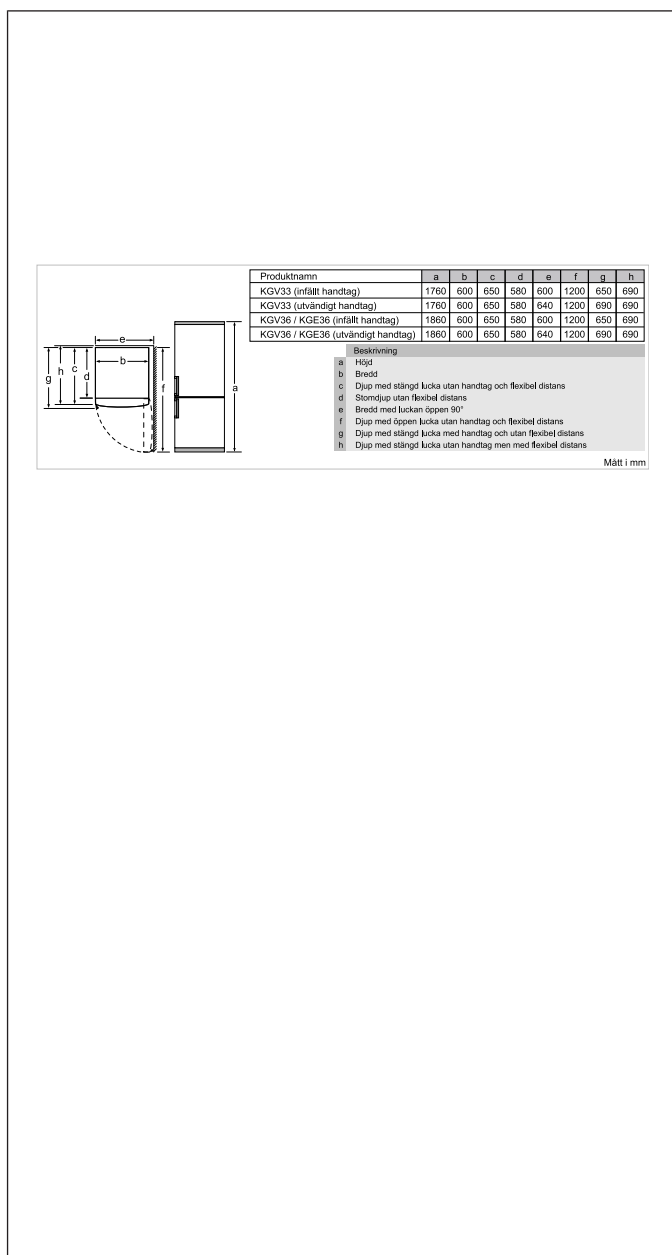 Produktnamn a b c d e f g h
KGV33 (infällt handtag) 1760 600 650 580 600 1200 650 690
KGV33 (utvändigt handtag) 1760 600 650 580 640 1200 690 690
KGV36 / KGE36 (infällt handtag) 1860 600 650 580 600 1200 650 690
KGV36 / KGE36 (utvändigt handtag) 1860 600 650 580 640 1200 690 690
Beskrivning
a Höjd
b Bredd
c Djup med stängd lucka utan handtag och flexibel distans
d Stomdjup utan flexibel distans
e Bredd med luckan öppen 90°
f Djup med öppen lucka utan handtag och flexibel distans
g Djup med stängd lucka med handtag och utan flexibel distans
h Djup med stängd lucka utan handtag men med flexibel distans
Mått i mm
e
b
g h c d f a